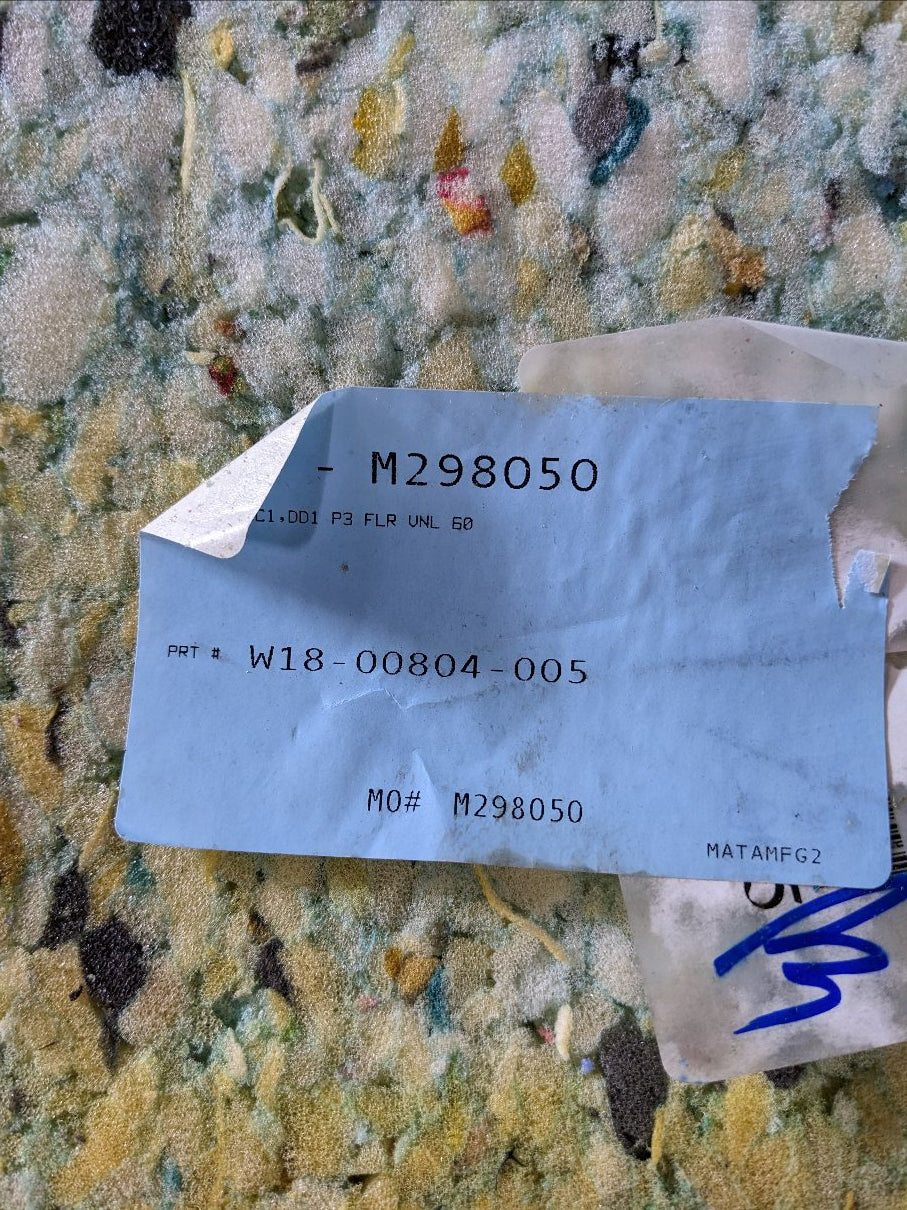 - M298050
C1,DD1 P3 FLR VNL 60
PRT # W18-00804-005
MO# M298050
MATAMFG2